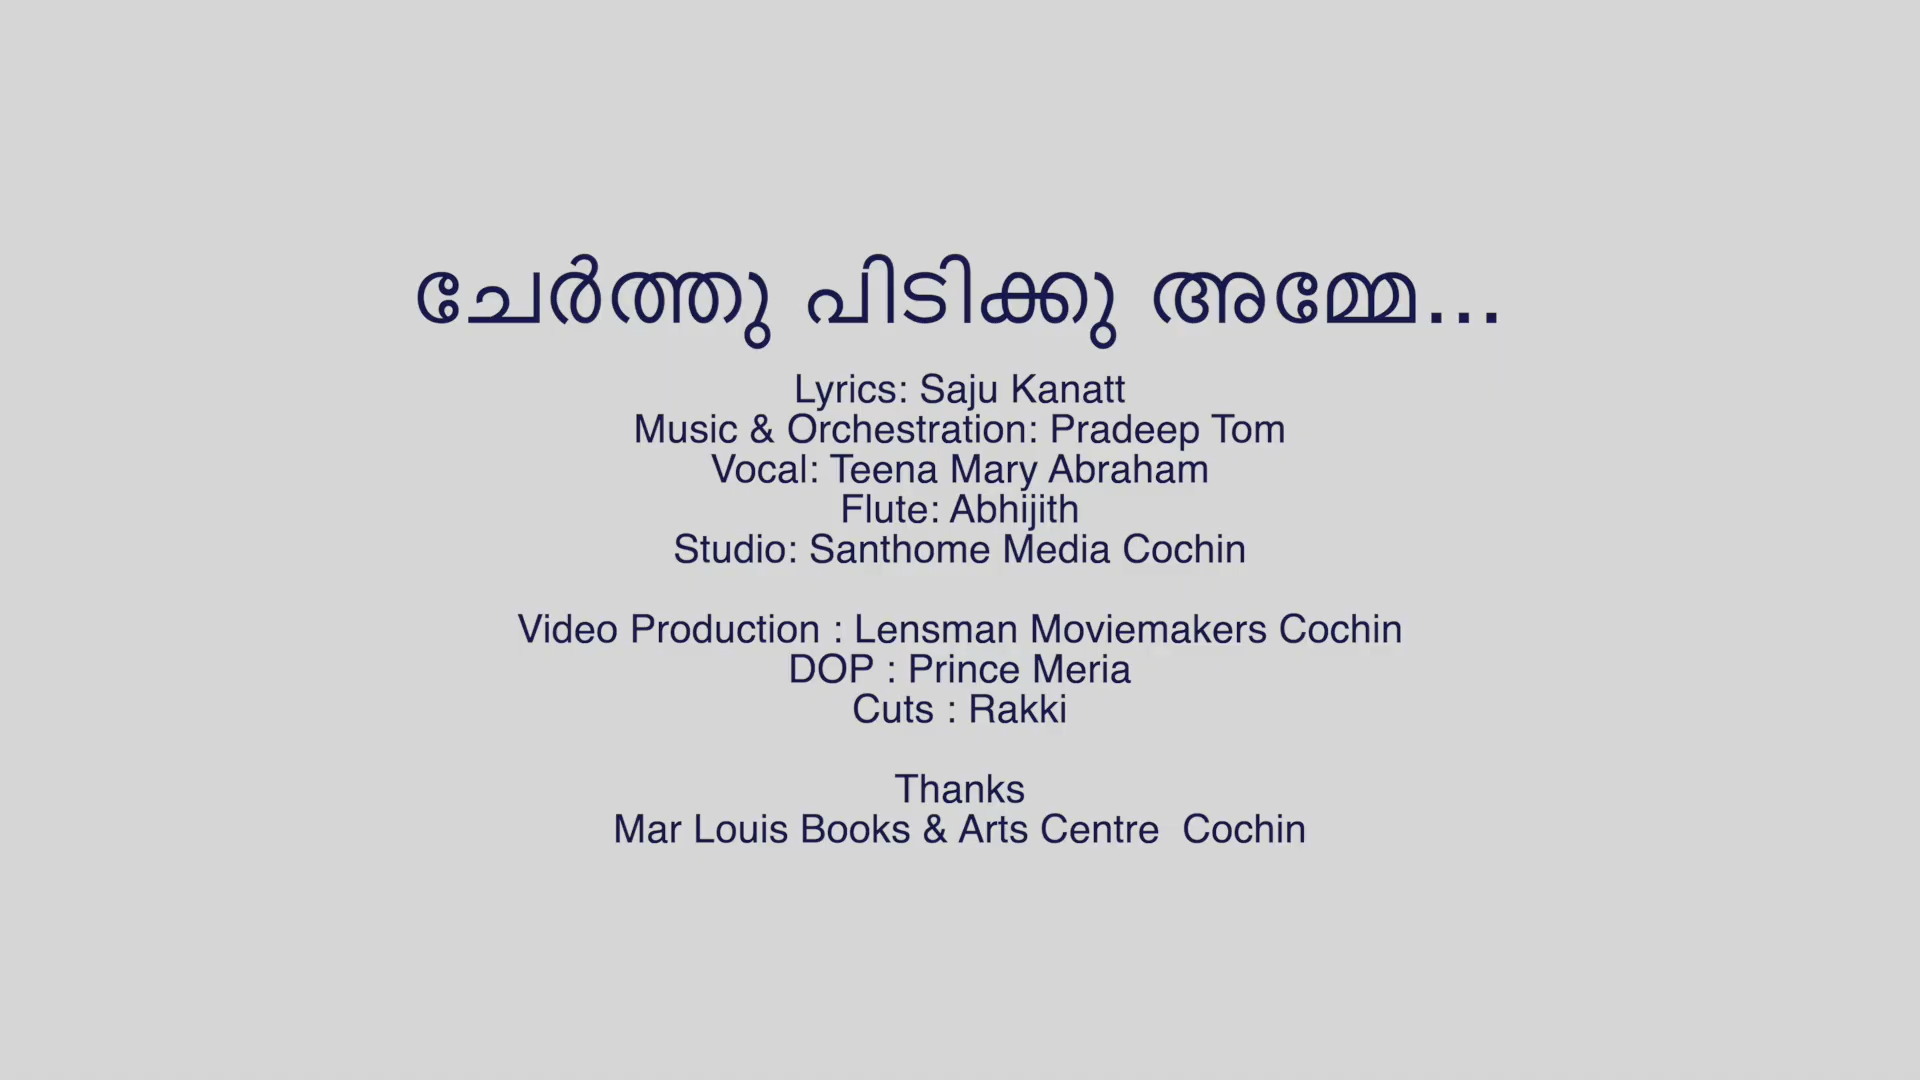 ചേർത്തു പിടിക്കു അമ്മേ...
Lyrics: Saju Kanatt
Music & Orchestration: Pradeep Tom
Vocal: Teena Mary Abraham
Flute: Abhijith
Studio: Santhome Media Cochin
Video Production : Lensman Moviemakers Cochin
DOP : Prince Meria
Cuts : Rakki
Thanks
Mar Louis Books & Arts Centre  Cochin